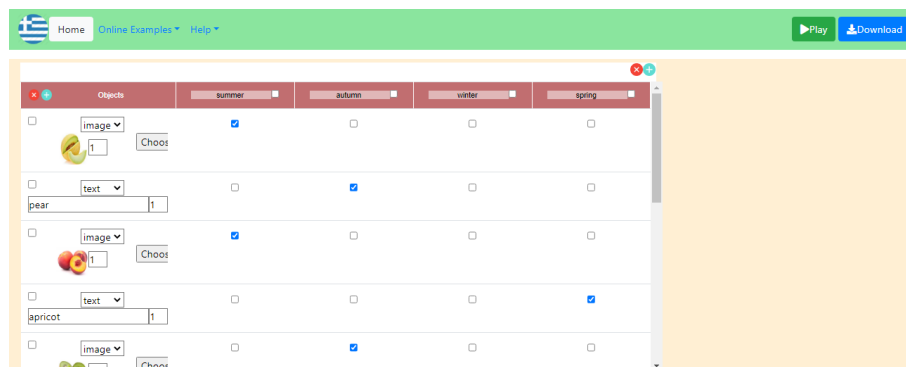 Home Online Examples Help Play Download
Objects summer autumn winter spring
image
1 Choos
text
pear 1
image
1 Choos
text
apricot 1
image
Choos